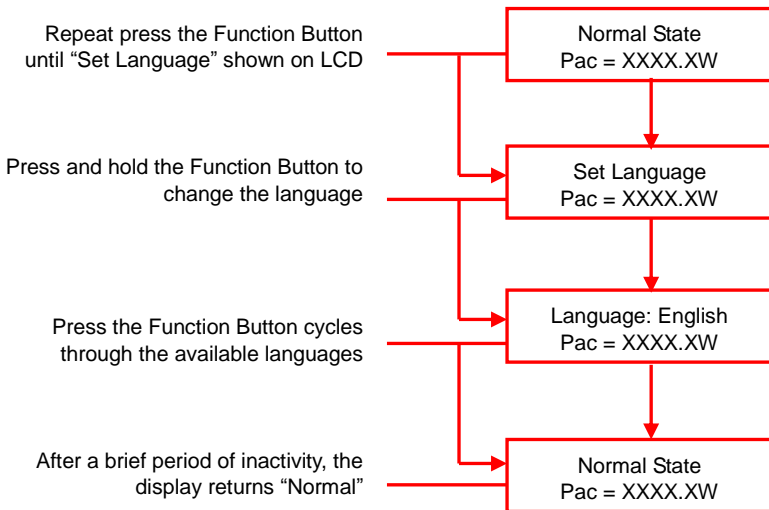 Repeat press the Function Button
until “Set Language” shown on LCD
Normal State
Pac = XXXX.XW
Press and hold the Function Button to
change the language
Set Language
Pac = XXXX.XW
Press the Function Button cycles
through the available languages
Language: English
Pac = XXXX.XW
After a brief period of inactivity, the
display returns “Normal”
Normal State
Pac = XXXX.XW